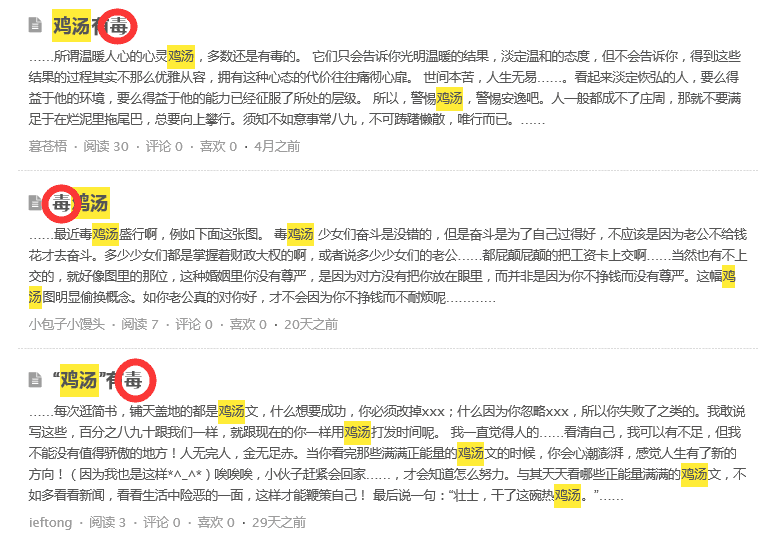 鸡汤有毒
……所谓温暖人心的心灵鸡汤，多数还是有毒的。 它们只会告诉你光明温暖的结果，淡定温和的态度，但不会告诉你，得到这些
结果的过程其实不那么优雅从容，拥有这种心态的代价往往痛彻心扉。 世间本苦，人生无易……。看起来淡定恢弘的人，要么得
益于他的环境，要么得益于他的能力已经征服了所处的层级。 所以，警惕鸡汤，警惕安逸吧。人一般都成不了庄周，那就不要满
足于在烂泥里拖尾巴，总要向上攀行。须知不如意事常八九，不可踌躇懒散，唯行而已。……
暮苍梧 · 阅读 30 · 评论 0 · 喜欢 0 · 4月之前
毒鸡汤
……最近毒鸡汤盛行啊，例如下面这张图。 毒鸡汤 少女们奋斗是没错的，但是奋斗是为了自己过得好，不应该是因为老公不给钱
花才去奋斗。多少少女们都是掌握着财政大权的啊，或者说多少少女们的老公……都屁颠屁颠的把工资卡上交啊……当然也有不上
交的，就好像图里的那位，这种婚姻里你没有尊严，是因为对方没有把你放在眼里，而并非是因为你不挣钱而没有尊严。这幅鸡
汤图明显偷换概念。如你老公真的对你好，才不会因为你不挣钱而不耐烦呢…………
小包子小馒头 · 阅读 7 · 评论 0 · 喜欢 0 · 20天之前
“鸡汤”有毒
……每次逛简书，铺天盖地的都是鸡汤文，什么想要成功，你必须改掉xxx；什么因为你忽略xxx，所以你失败了之类的。我敢说
写这些，百分之八九十跟我们一样，就跟现在的你一样用鸡汤打发时间呢。 我一直觉得人的……看清自己，我可以有不足，但我
不能没有值得骄傲的地方！人无完人，金无足赤。当你看完那些满满正能量的鸡汤文的时候，你会心潮澎湃，感觉人生有了新的
方向！（因为我也是这样*^_^*）唉唉唉，小伙子赶紧会回家……，才会知道怎么努力。与其天天看哪些正能量满满的鸡汤文，不
如多看看新闻，看看生活中险恶的一面，这样才能鞭策自己！ 最后说一句：“壮士，干了这碗热鸡汤。”……
ieftong · 阅读 3 · 评论 0 · 喜欢 0 · 29天之前